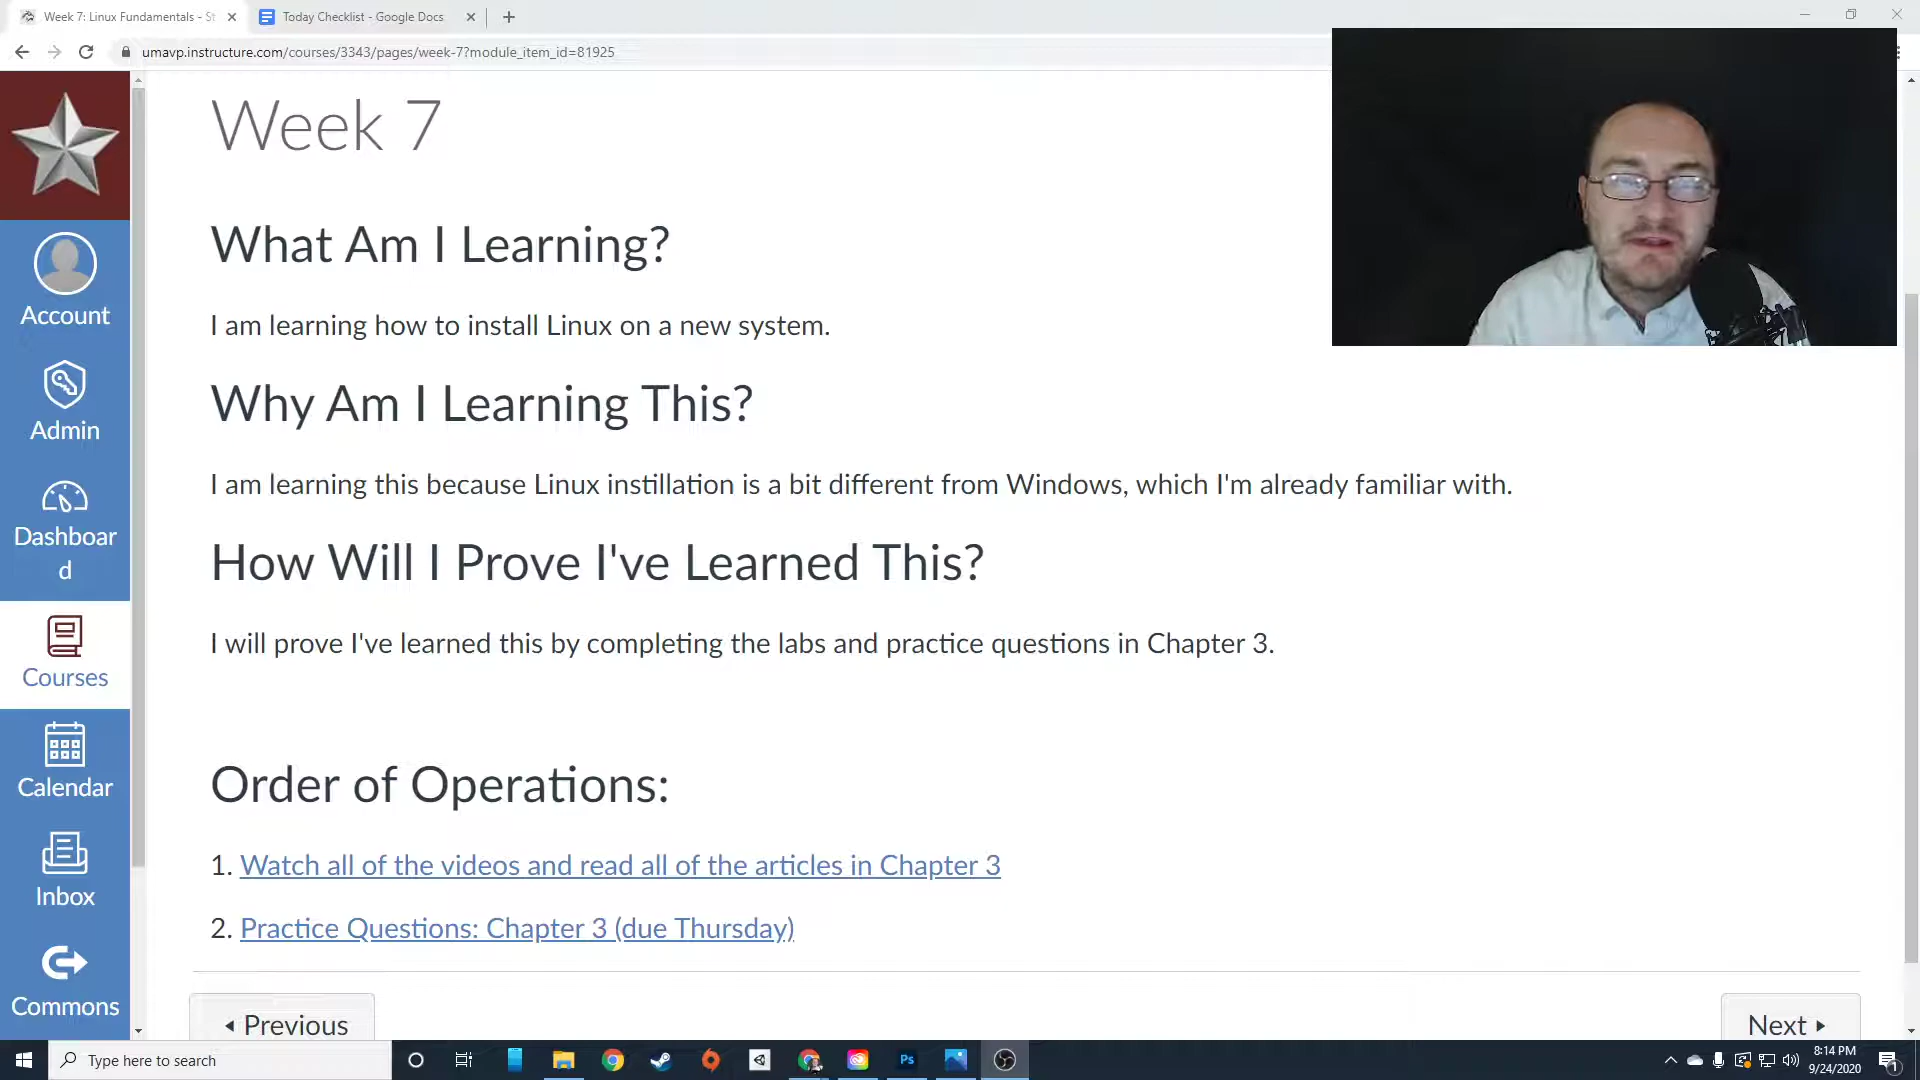 Week 7: Linux Fundamentals - St
Today Checklist - Google Docs
umavp.instructure.com/courses/3343/pages/week-7?module_item_id=81925
Week 7
What Am I Learning?
I am learning how to install Linux on a new system.
Why Am I Learning This?
I am learning this because Linux instillation is a bit different from Windows, which I'm already familiar with.
How Will I Prove I've Learned This?
I will prove I've learned this by completing the labs and practice questions in Chapter 3.
Order of Operations:
1. Watch all of the videos and read all of the articles in Chapter 3
2. Practice Questions: Chapter 3 (due Thursday)
Previous
Next
Account
Admin
Dashboar
d
Courses
Calendar
Inbox
Commons
Type here to search
Ps
8:14 PM
9/24/2020
1